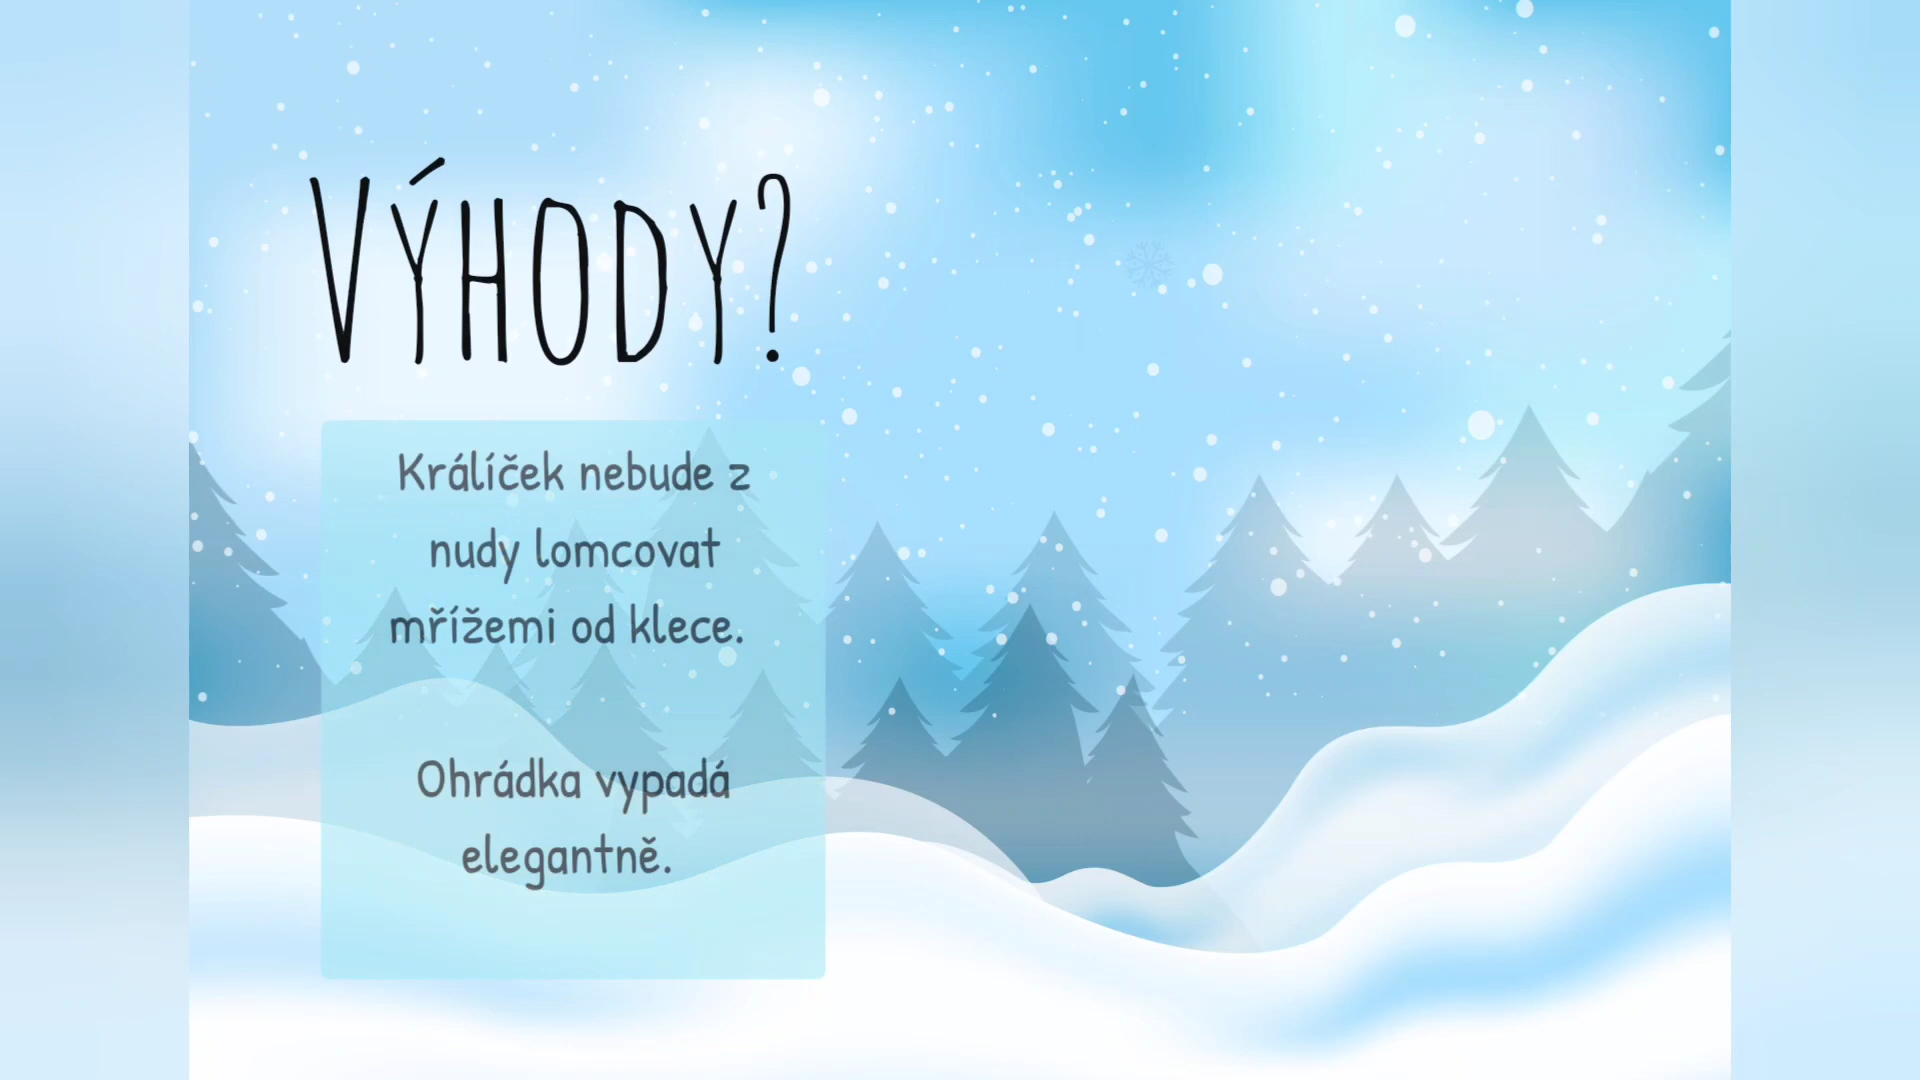 Výhody?
Králíček nebude z
nudy lomcovat
mřížemi od klece.
Ohrádka vypadá
elegantně.